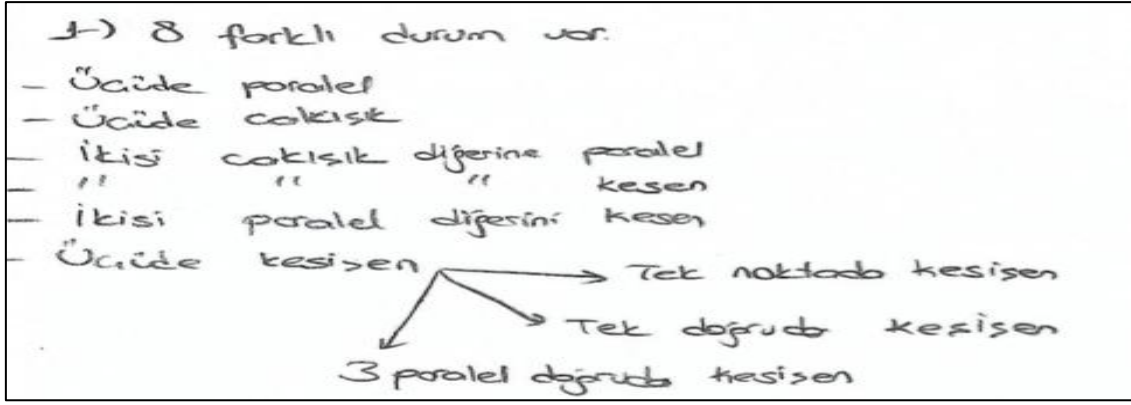 1-) 8 farklı durum var.
- Üçüde paralel
- Üçüde çakışık
- İkisi çakışık diğerine paralel
- " " " kesen
- İkisi paralel diğerini kesen
- Üçüde kesişen → Tek noktada kesişen
Tek doğruda kesişen
3 paralel doğruda kesişen